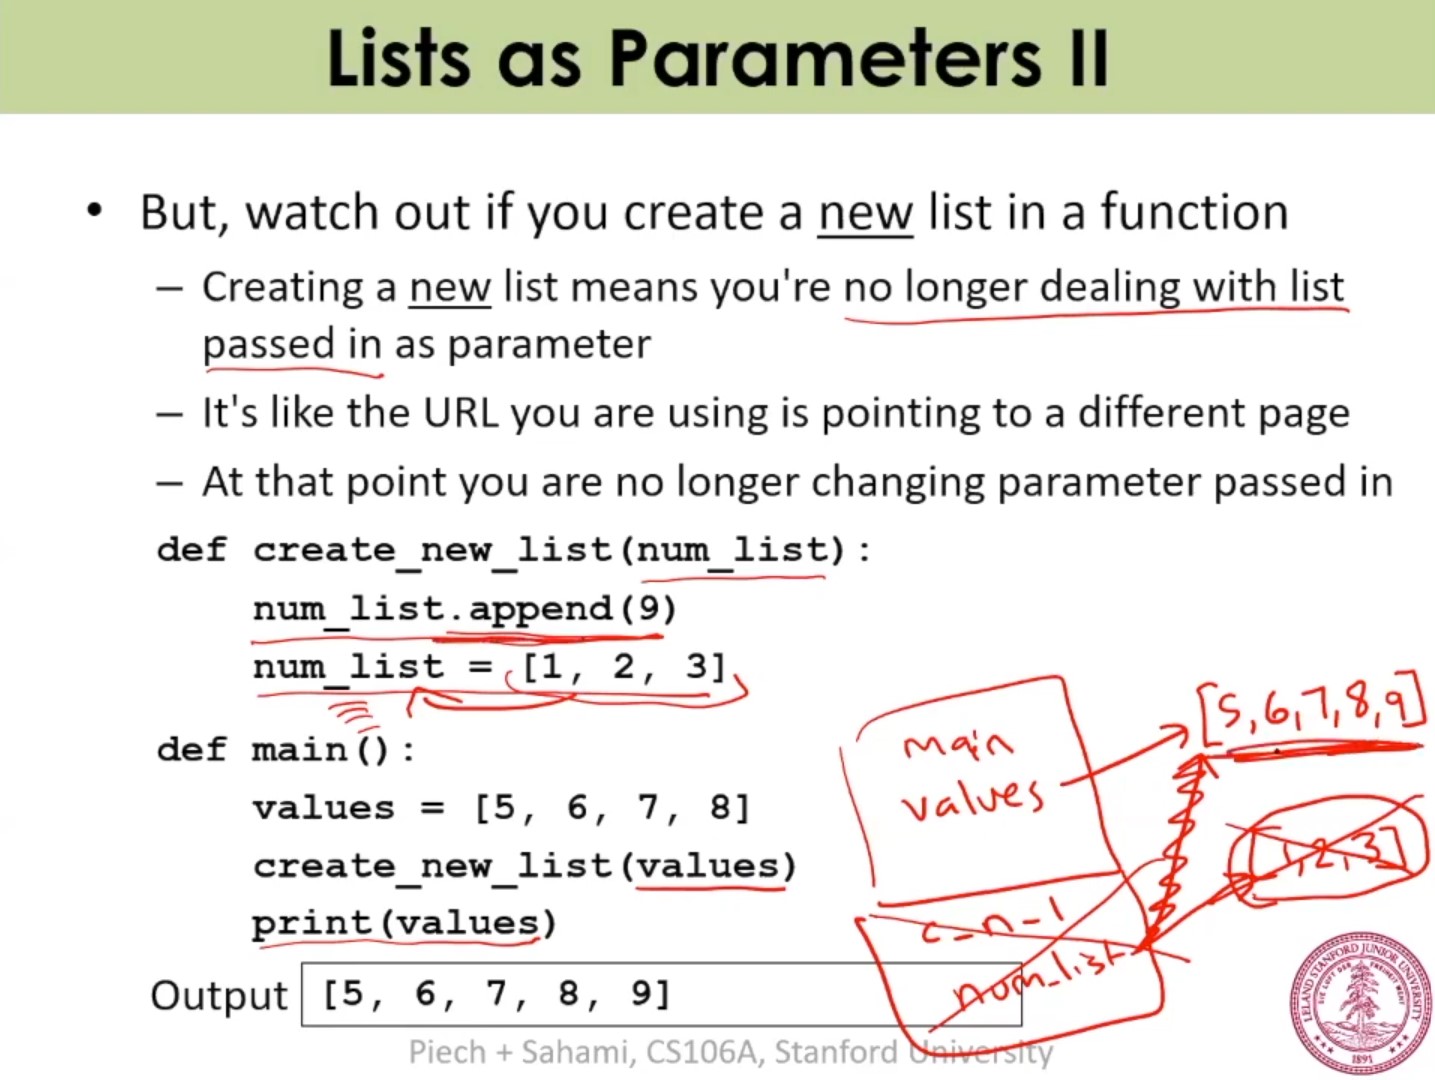 Lists as Parameters II
• But, watch out if you create a new list in a function
– Creating a new list means you're no longer dealing with list
passed in as parameter
– It's like the URL you are using is pointing to a different page
– At that point you are no longer changing parameter passed in
def create_new_list(num_list):
num_list.append(9)
num_list = [1, 2, 3]
def main():
values = [5, 6, 7, 8]
create_new_list(values)
print(values)
Output [5, 6, 7, 8, 9]
main
values
[5,6,7,8,9]
[1,2,3]
c-n-l
num_list
Piech + Sahami, CS106A, Stanford University
LELAND STANFORD JUNIOR UNIVERSITY
1891